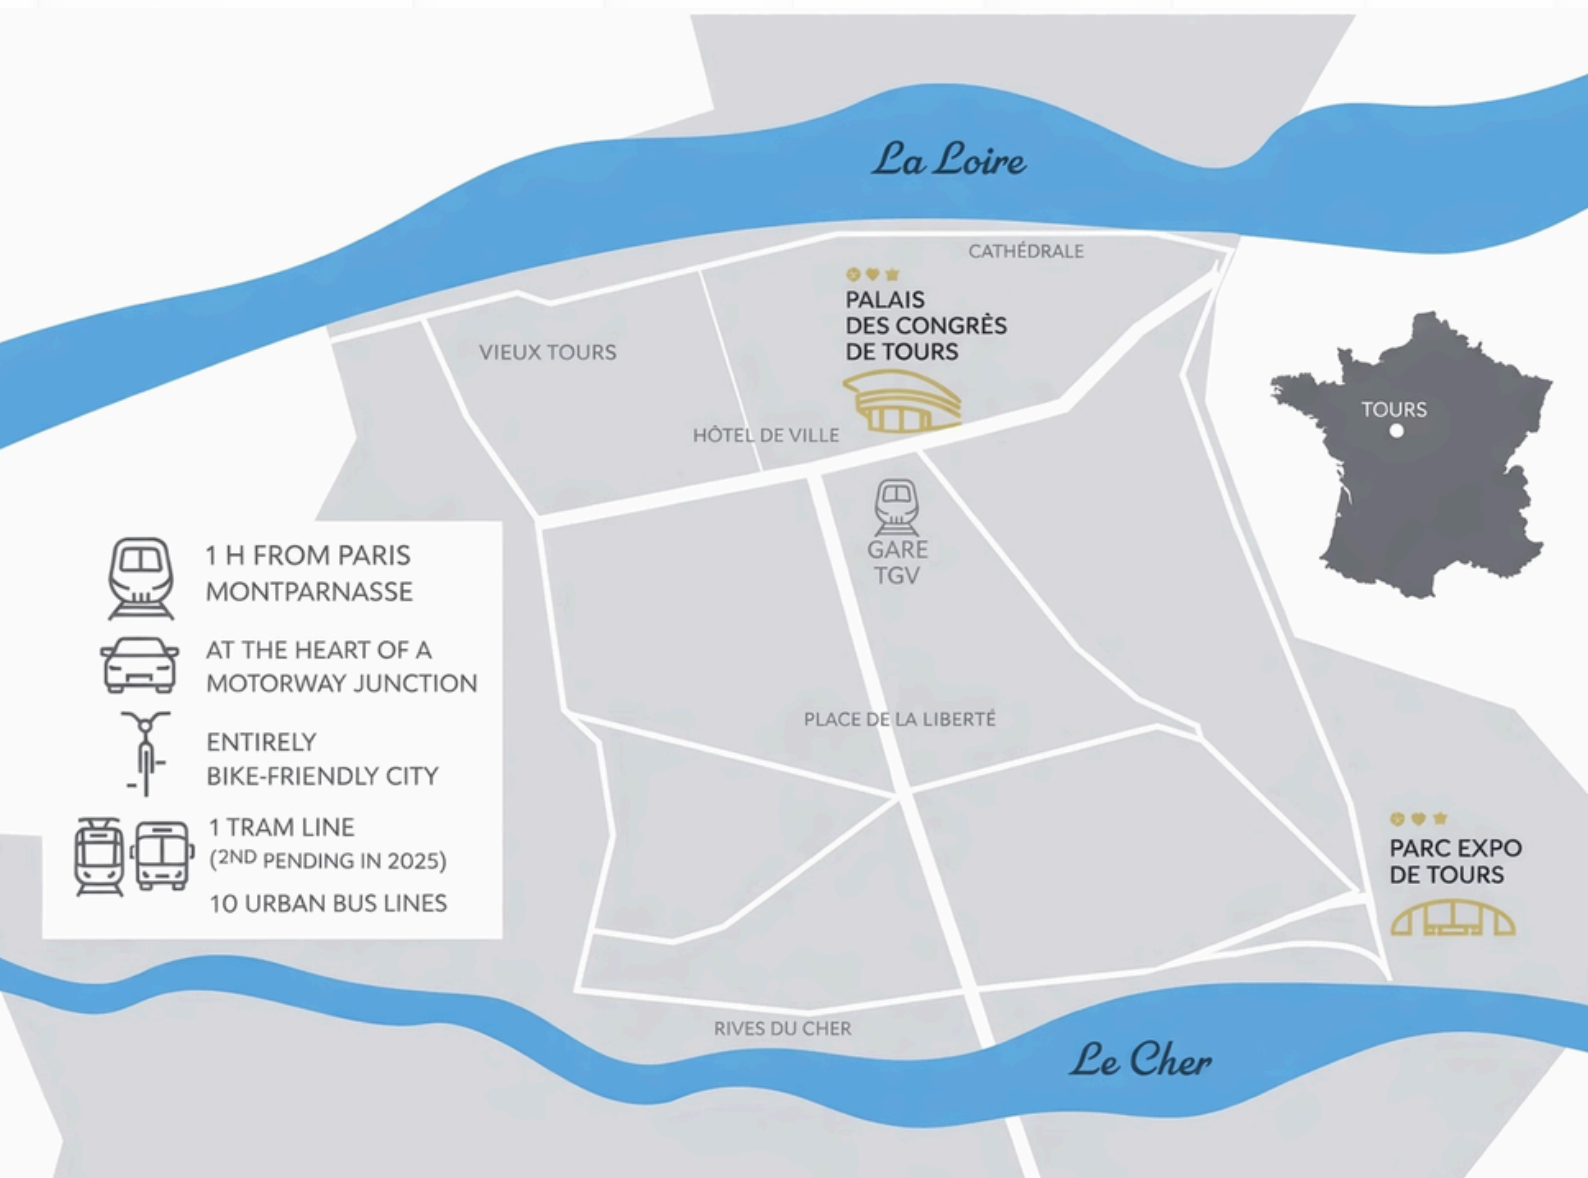 La Loire
CATHÉDRALE
PALAIS
DES CONGRÈS
DE TOURS
VIEUX TOURS
HÔTEL DE VILLE
TOURS
GARE
TGV
1 H FROM PARIS
MONTPARNASSE
AT THE HEART OF A
MOTORWAY JUNCTION
ENTIRELY
BIKE-FRIENDLY CITY
1 TRAM LINE
(2ND PENDING IN 2025)
10 URBAN BUS LINES
PLACE DE LA LIBERTÉ
PARC EXPO
DE TOURS
RIVES DU CHER
Le Cher